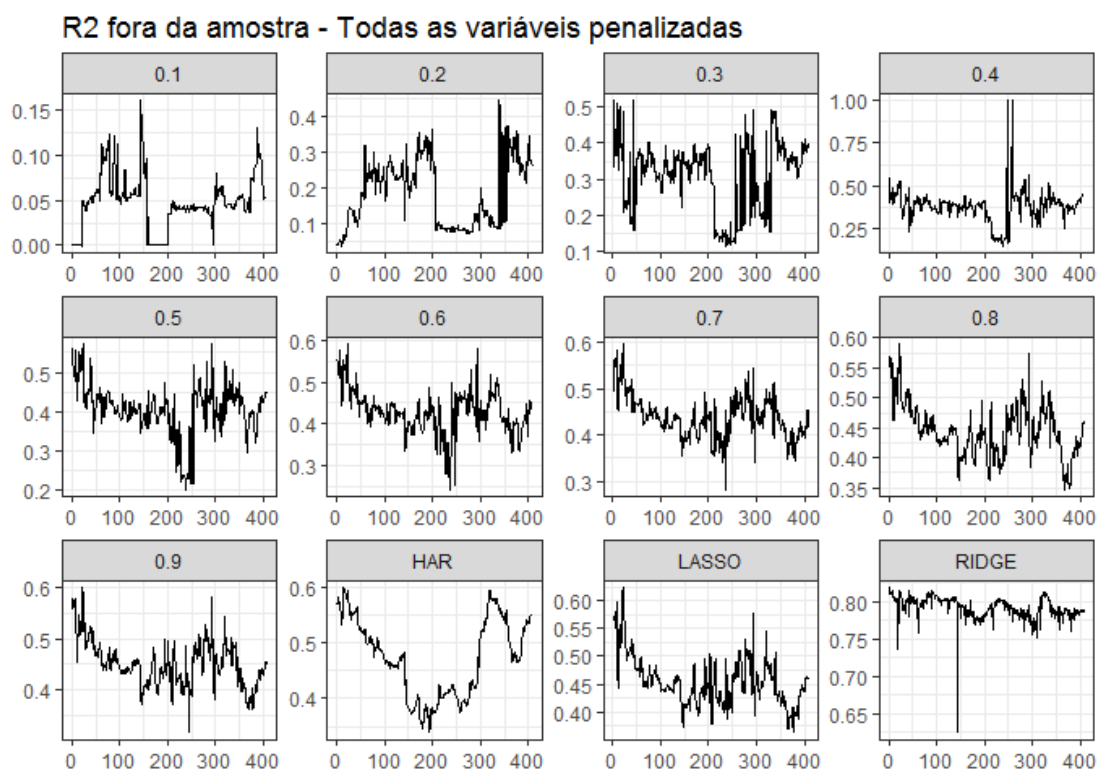 R2 fora da amostra - Todas as variáveis penalizadas
0.1 0.2 0.3 0.4
0.15 0.10 0.05 0.00
0.4 0.3 0.2 0.1
0.5 0.4 0.3 0.2 0.1
1.00 0.75 0.50 0.25
0 100 200 300 400 0 100 200 300 400 0 100 200 300 400 0 100 200 300 400
0.5 0.6 0.7 0.8
0.5 0.4 0.3 0.2
0.6 0.5 0.4 0.3
0.6 0.5 0.4 0.3
0.60 0.55 0.50 0.45 0.40 0.35
0 100 200 300 400 0 100 200 300 400 0 100 200 300 400 0 100 200 300 400
0.9 HAR LASSO RIDGE
0.6 0.5 0.4
0.6 0.5 0.4
0.60 0.55 0.50 0.45 0.40
0.80 0.75 0.70 0.65
0 100 200 300 400 0 100 200 300 400 0 100 200 300 400 0 100 200 300 400